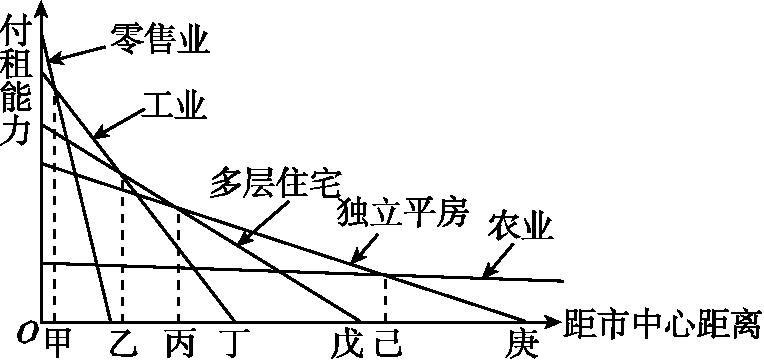 付租能力
零售业
工业
多层住宅
独立平房
农业
O
甲
乙
丙
丁
戊
己
庚
距市中心距离